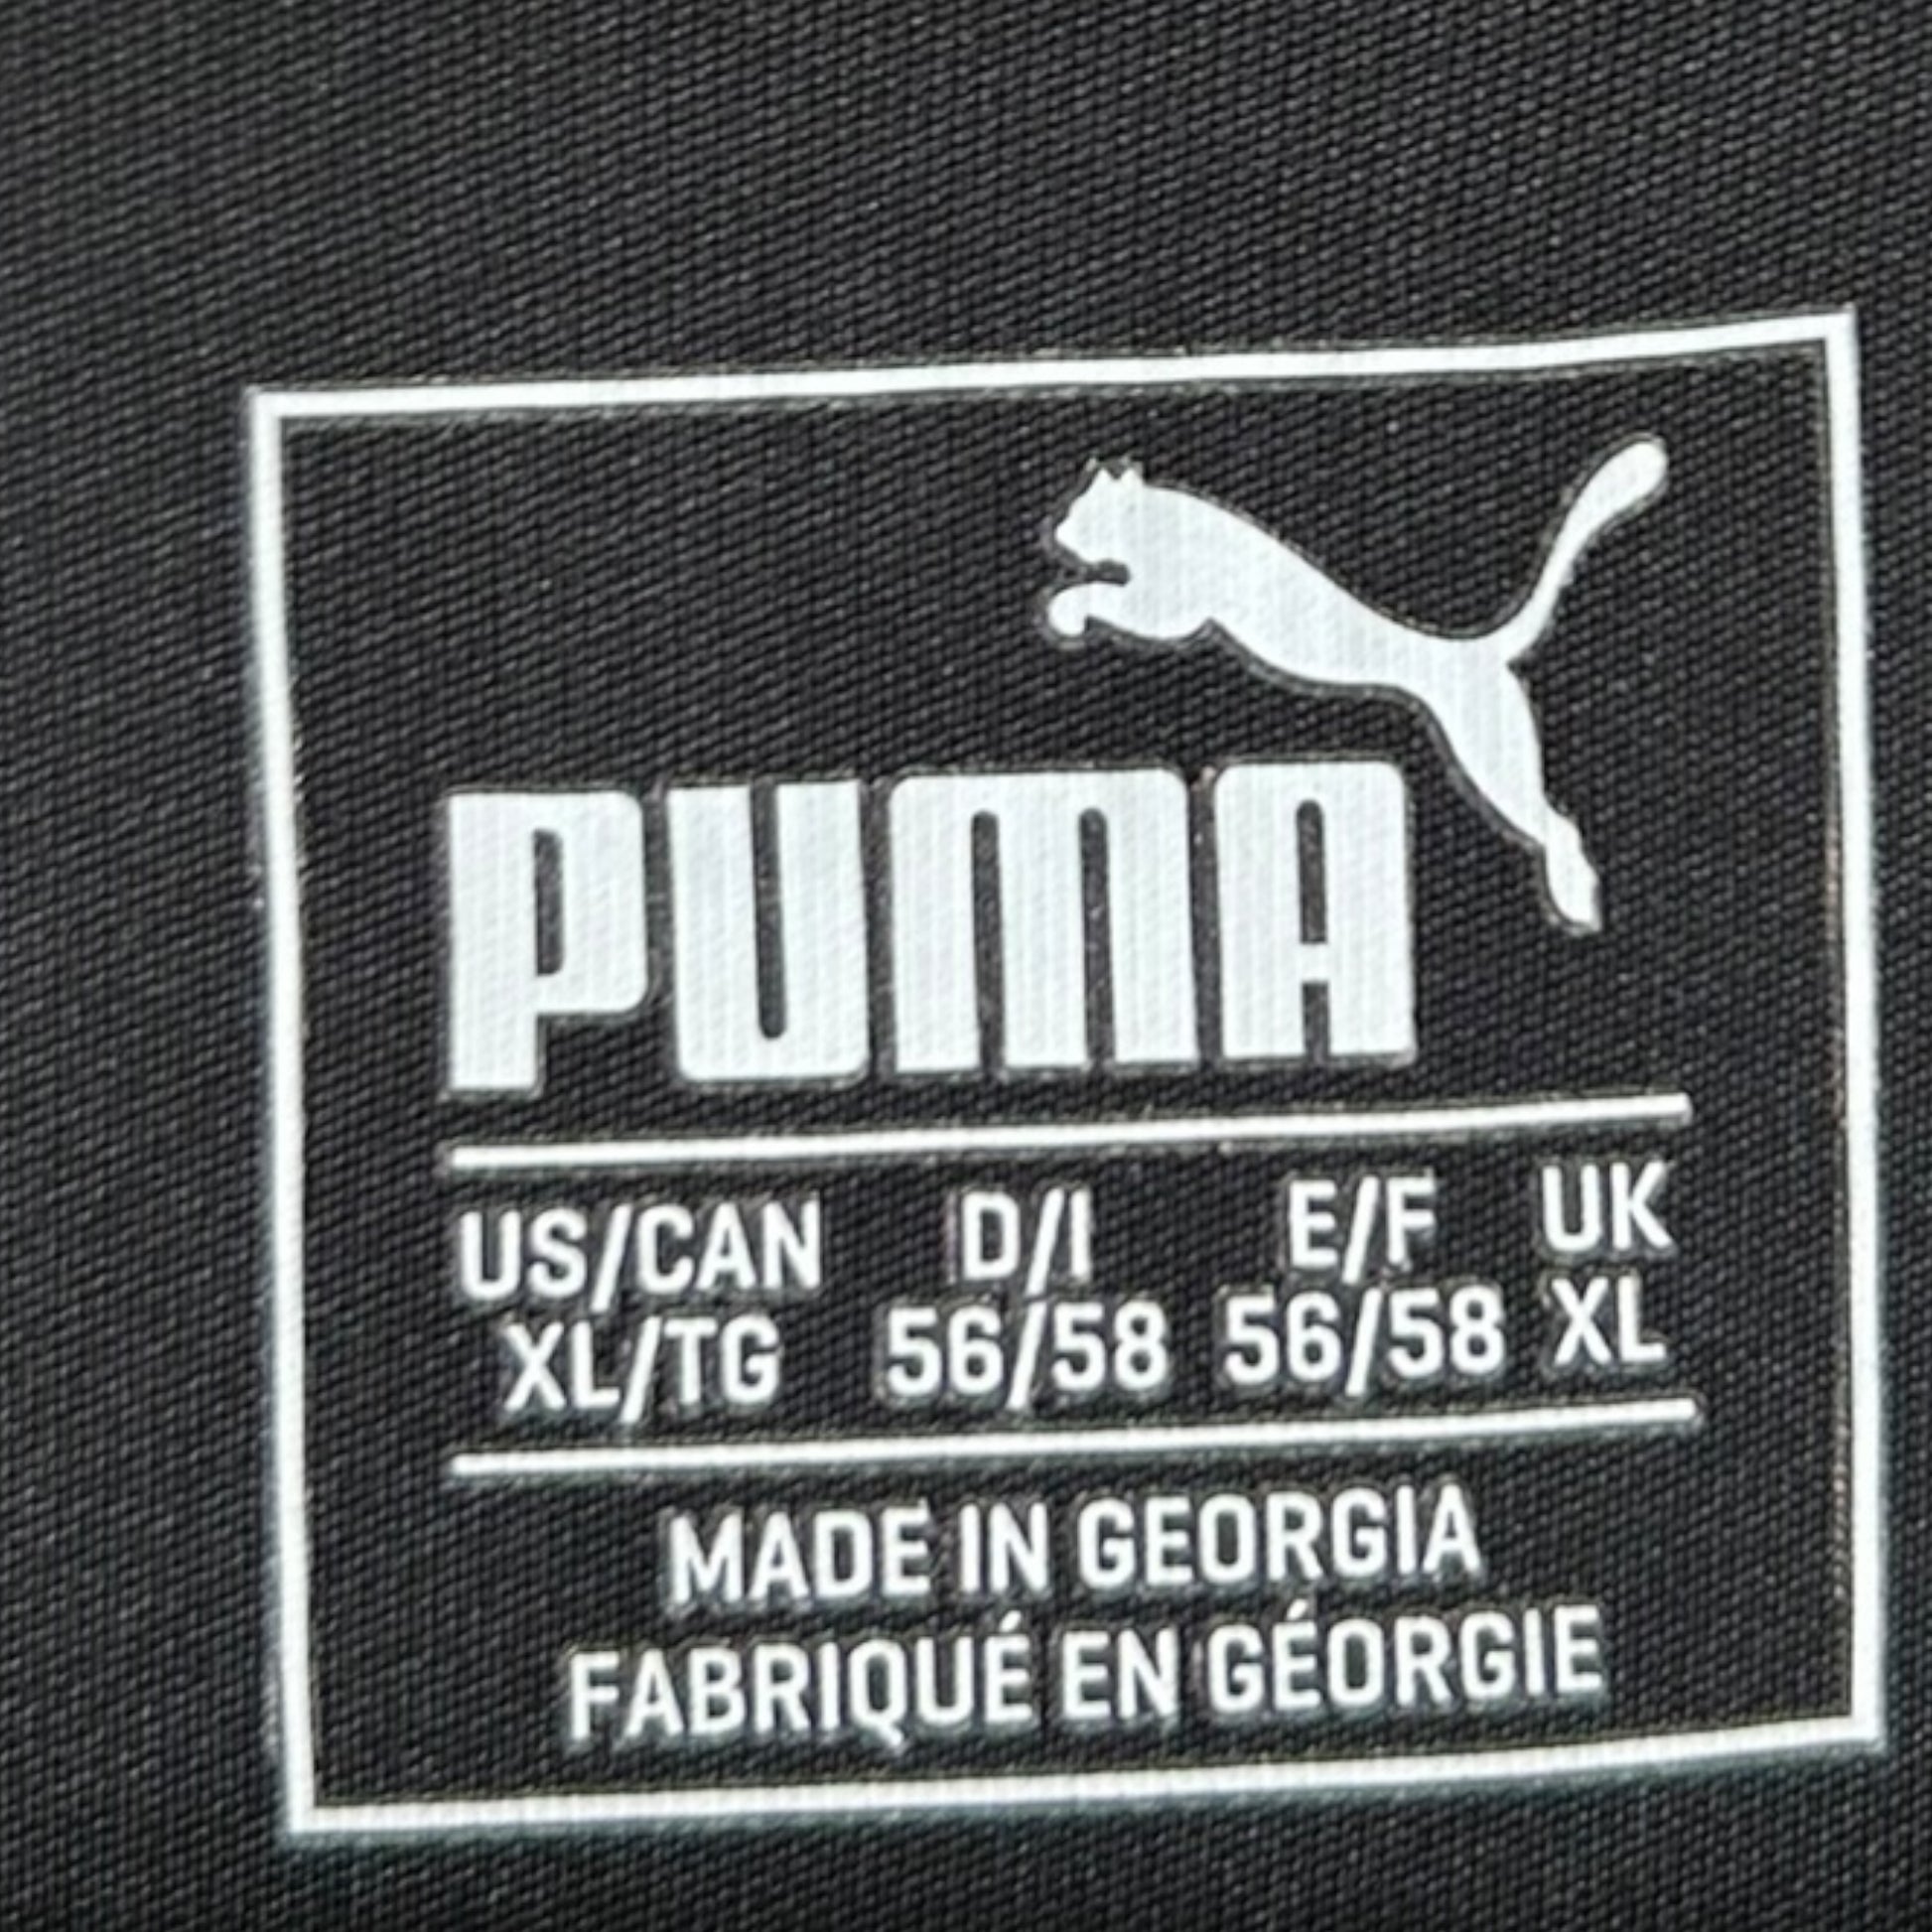 PUMA
US/CAN D/I E/F UK
XL/TG 56/58 56/58 XL
MADE IN GEORGIA
FABRIQUÉ EN GÉORGIE